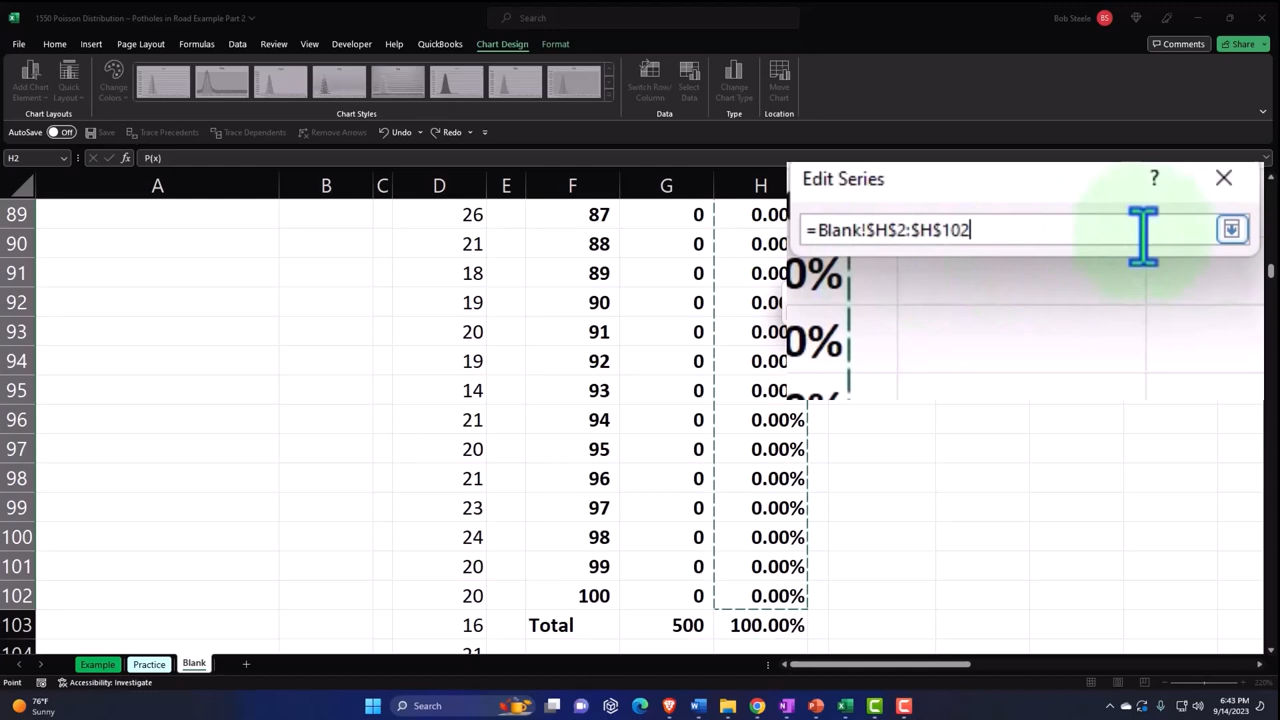 1550 Poisson Distribution – Potholes in Road Example Part 2
Search
Bob Steele BS
File Home Insert Page Layout Formulas Data Review View Developer Help QuickBooks Chart Design Format
Comments Share
Add Chart Element
Quick Layout
Change Colors
Switch Row/ Column
Select Data
Change Chart Type
Move Chart
Chart Layouts Chart Styles Data Type Location
AutoSave Off Save Trace Precedents Trace Dependents Remove Arrows Undo Redo
H2 fx P(x)
Edit Series ?
=Blank!$H$2:$H$102
A B C D E F G H
89 26 87 0 0.00
90 21 88 0 0.00
91 18 89 0 0.00
92 19 90 0 0.00
93 20 91 0 0.00
94 19 92 0 0.00
95 14 93 0 0.00
96 21 94 0 0.00%
97 20 95 0 0.00%
98 21 96 0 0.00%
99 23 97 0 0.00%
100 24 98 0 0.00%
101 20 99 0 0.00%
102 20 100 0 0.00%
103 16 Total 500 100.00%
0%
0%
Example Practice Blank
Point Accessibility: Investigate 220%
76°F
Sunny
Search
6:43 PM
9/14/2023